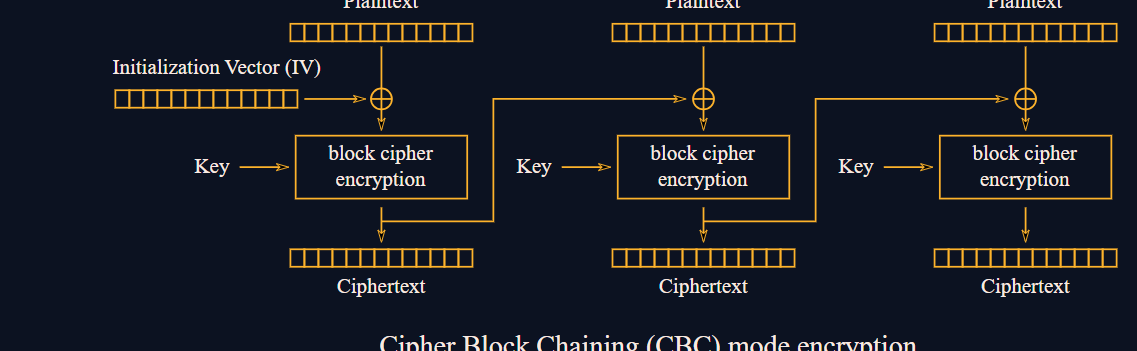 Plaintext Plaintext Plaintext
Initialization Vector (IV)
Key block cipher encryption Key block cipher encryption Key block cipher encryption
Ciphertext Ciphertext Ciphertext
Cipher Block Chaining (CBC) mode encryption